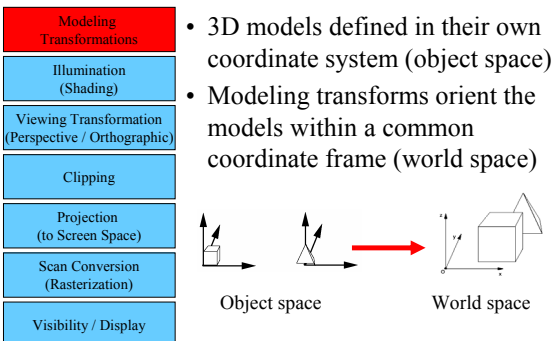 Modeling
Transformations
Illumination
(Shading)
Viewing Transformation
(Perspective / Orthographic)
Clipping
Projection
(to Screen Space)
Scan Conversion
(Rasterization)
Visibility / Display
• 3D models defined in their own
coordinate system (object space)
• Modeling transforms orient the
models within a common
coordinate frame (world space)
z
y
O
x
Object space
World space